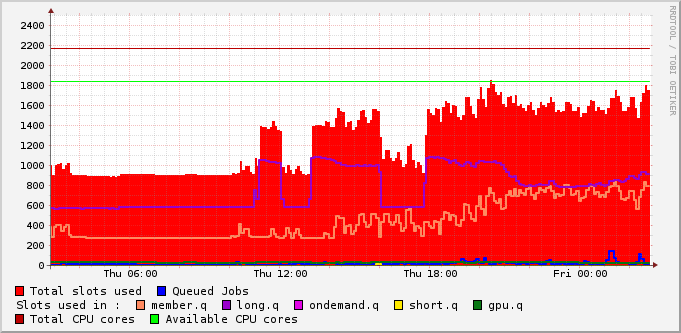 RRDTOOL / TOBI OETIKER
2400
2200
2000
1800
1600
1400
1200
1000
800
600
400
200
0
Thu 06:00 Thu 12:00 Thu 18:00 Fri 00:00
Total slots used Queued Jobs
Slots used in : member.q long.q ondemand.q short.q gpu.q
Total CPU cores Available CPU cores